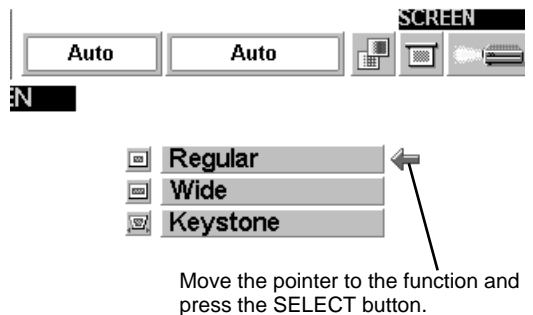 SCREEN
Auto Auto
EN
Regular
Wide
Keystone
Move the pointer to the function and
press the SELECT button.